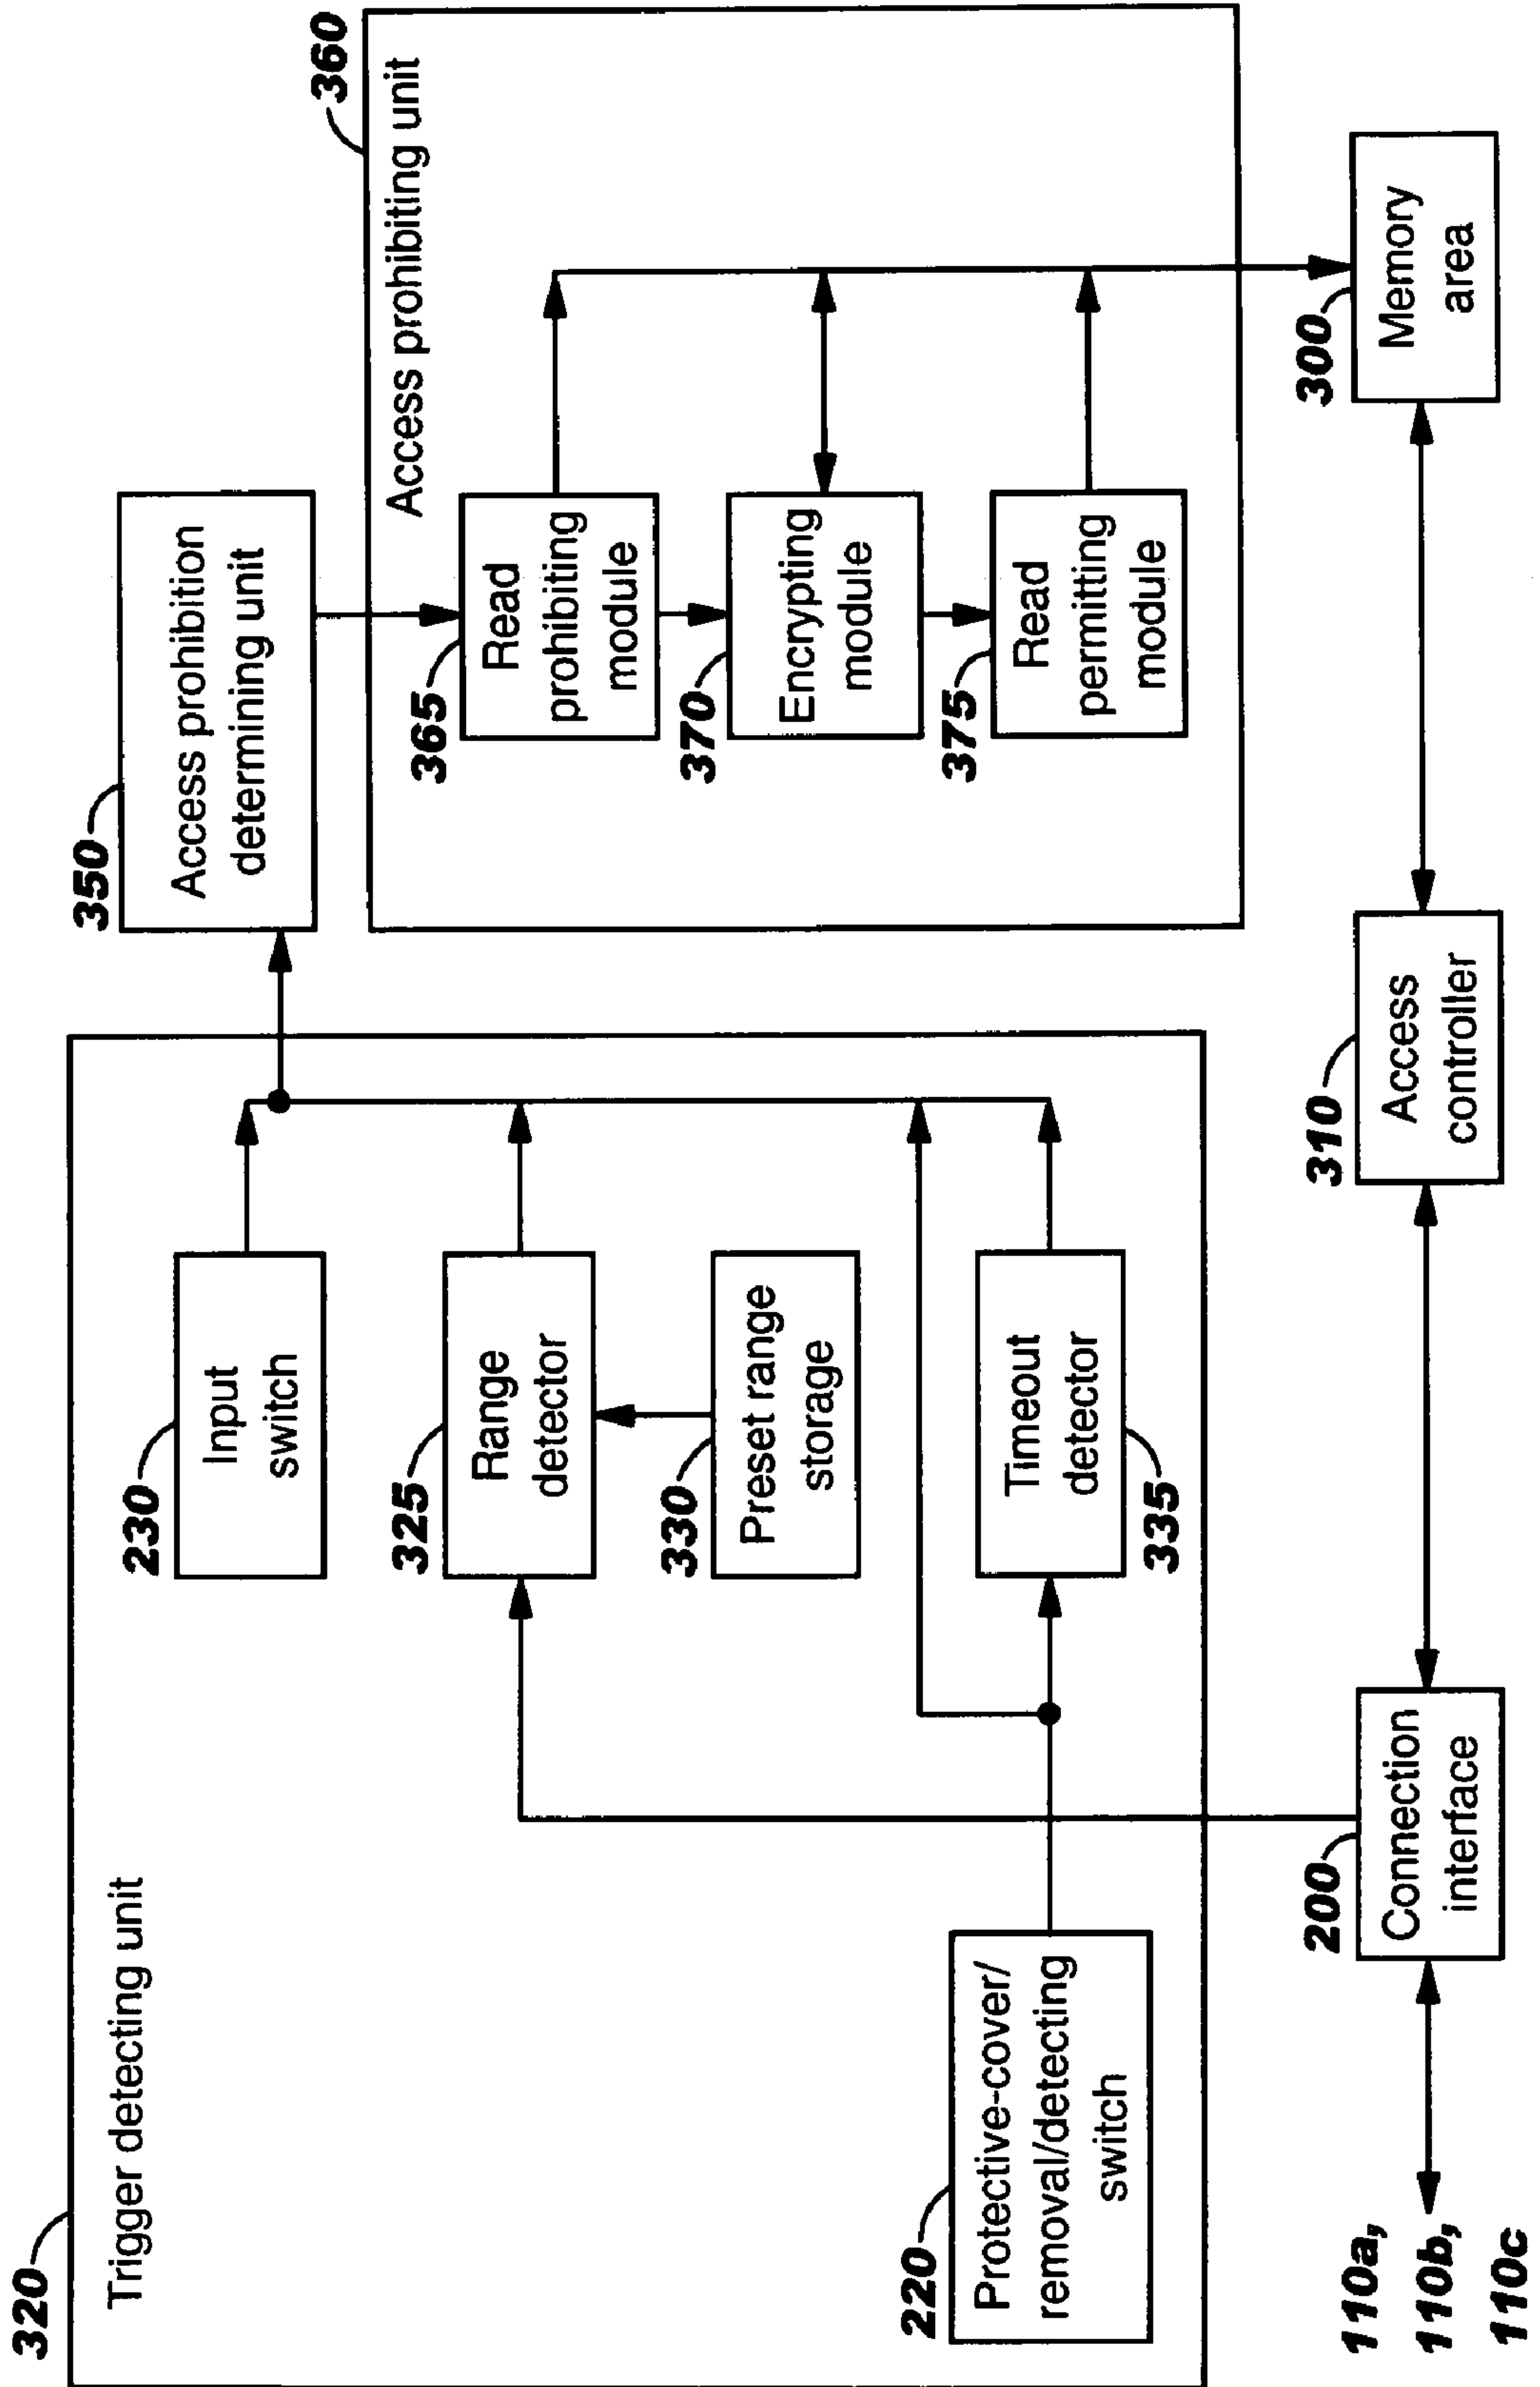 320
Trigger detecting unit
230
Input
switch
325
Range
detector
330
Preset range
storage
335
Timeout
detector
220
Protective-cover/
removal/detecting
switch
350
Access prohibition
determining unit
360
Access prohibiting unit
365
Read
prohibiting
module
370
Encrypting
module
375
Read
permitting
module
110a,
110b,
110c
200
Connection
interface
310
Access
controller
300
Memory
area